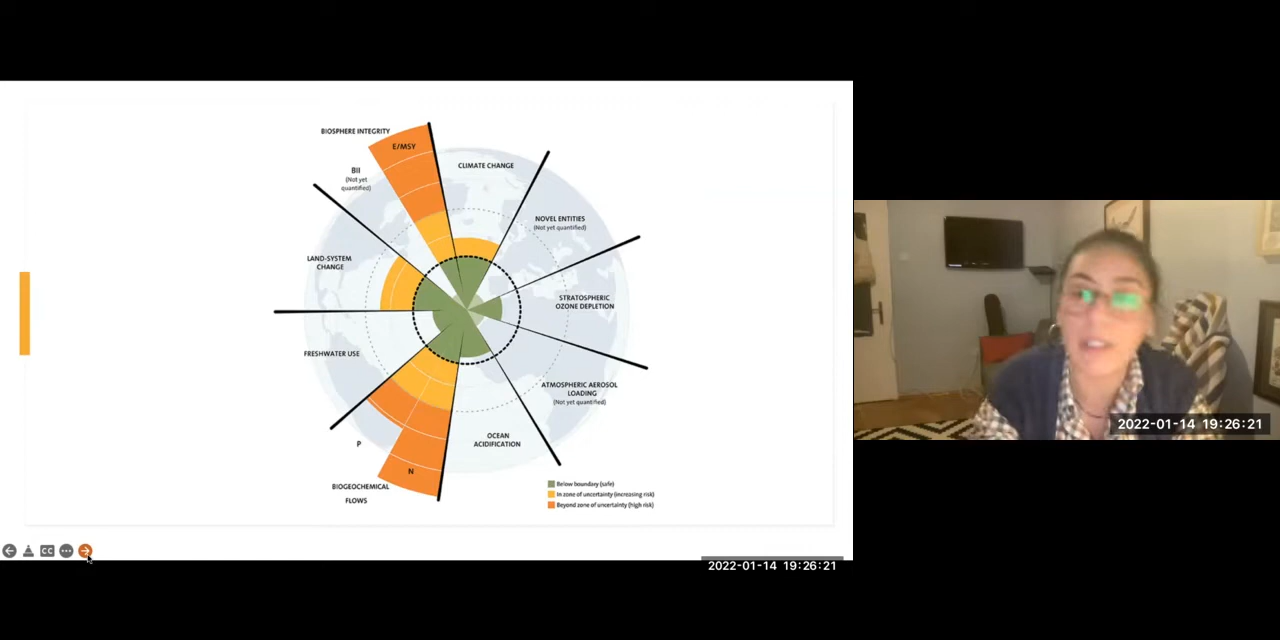 BIOSPHERE INTEGRITY
E/MSY
CLIMATE CHANGE
BII
(Not yet
quantified)
NOVEL ENTITIES
(Not yet quantified)
LAND-SYSTEM
CHANGE
STRATOSPHERIC
OZONE DEPLETION
FRESHWATER USE
ATMOSPHERIC AEROSOL
LOADING
(Not yet quantified)
P
OCEAN
ACIDIFICATION
N
BIOGEOCHEMICAL
FLOWS
Below boundary (safe)
In zone of uncertainty (increasing risk)
Beyond zone of uncertainty (high risk)
CC
2022-01-14 19:26:21
2022-01-14 19:26:21